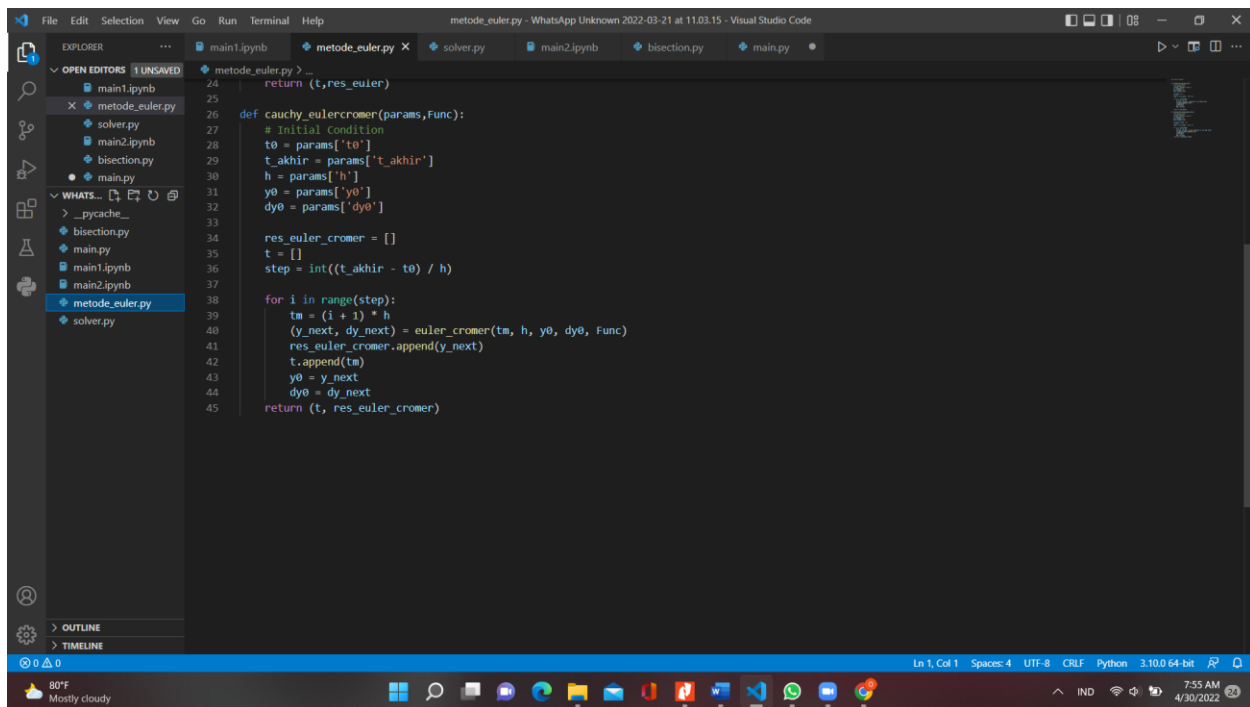 File Edit Selection View Go Run Terminal Help metode_euler.py - WhatsApp Unknown 2022-03-21 at 11.03.15 - Visual Studio Code
EXPLORER ... main1.ipynb metode_euler.py × solver.py main2.ipynb bisection.py main.py
OPEN EDITORS 1 UNSAVED
metode_euler.py > ...
main1.ipynb
× metode_euler.py
solver.py
main2.ipynb
bisection.py
main.py
WHATS...
> _pycache_
bisection.py
main.py
main1.ipynb
main2.ipynb
metode_euler.py
solver.py
24 return (t,res_euler)
25
26 def cauchy_eulercromer(params,Func):
27     # Initial Condition
28     t0 = params['t0']
29     t_akhir = params['t_akhir']
30     h = params['h']
31     y0 = params['y0']
32     dy0 = params['dy0']
33
34     res_euler_cromer = []
35     t = []
36     step = int((t_akhir - t0) / h)
37
38     for i in range(step):
39         tm = (i + 1) * h
40         (y_next, dy_next) = euler_cromer(tm, h, y0, dy0, Func)
41         res_euler_cromer.append(y_next)
42         t.append(tm)
43         y0 = y_next
44         dy0 = dy_next
45     return (t, res_euler_cromer)
> OUTLINE
> TIMELINE
0 0 Ln 1, Col 1 Spaces: 4 UTF-8 CRLF Python 3.10.0 64-bit
80°F
Mostly cloudy
IND
7:55 AM
4/30/2022
24
1